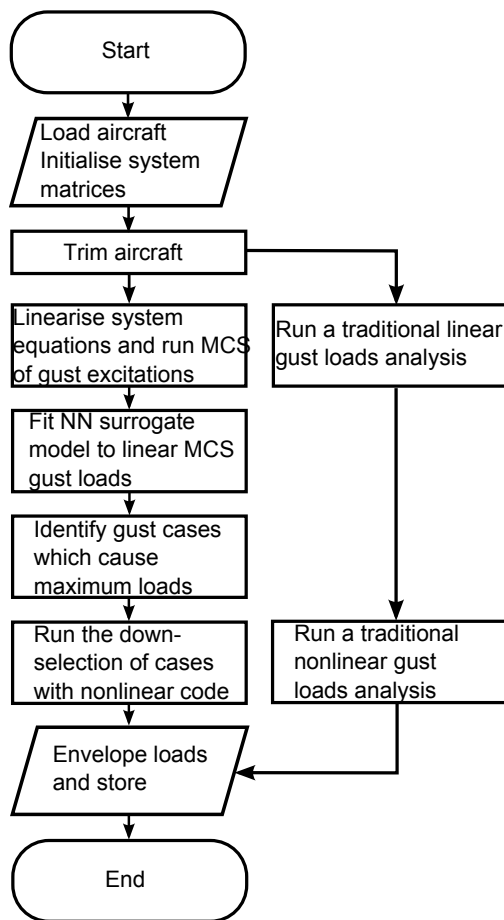 Start
Load aircraft
Initialise system
matrices
Trim aircraft
Linearise system
equations and run MCS
of gust excitations
Run a traditional linear
gust loads analysis
Fit NN surrogate
model to linear MCS
gust loads
Identify gust cases
which cause
maximum loads
Run the down-
selection of cases
with nonlinear code
Run a traditional
nonlinear gust
loads analysis
Envelope loads
and store
End